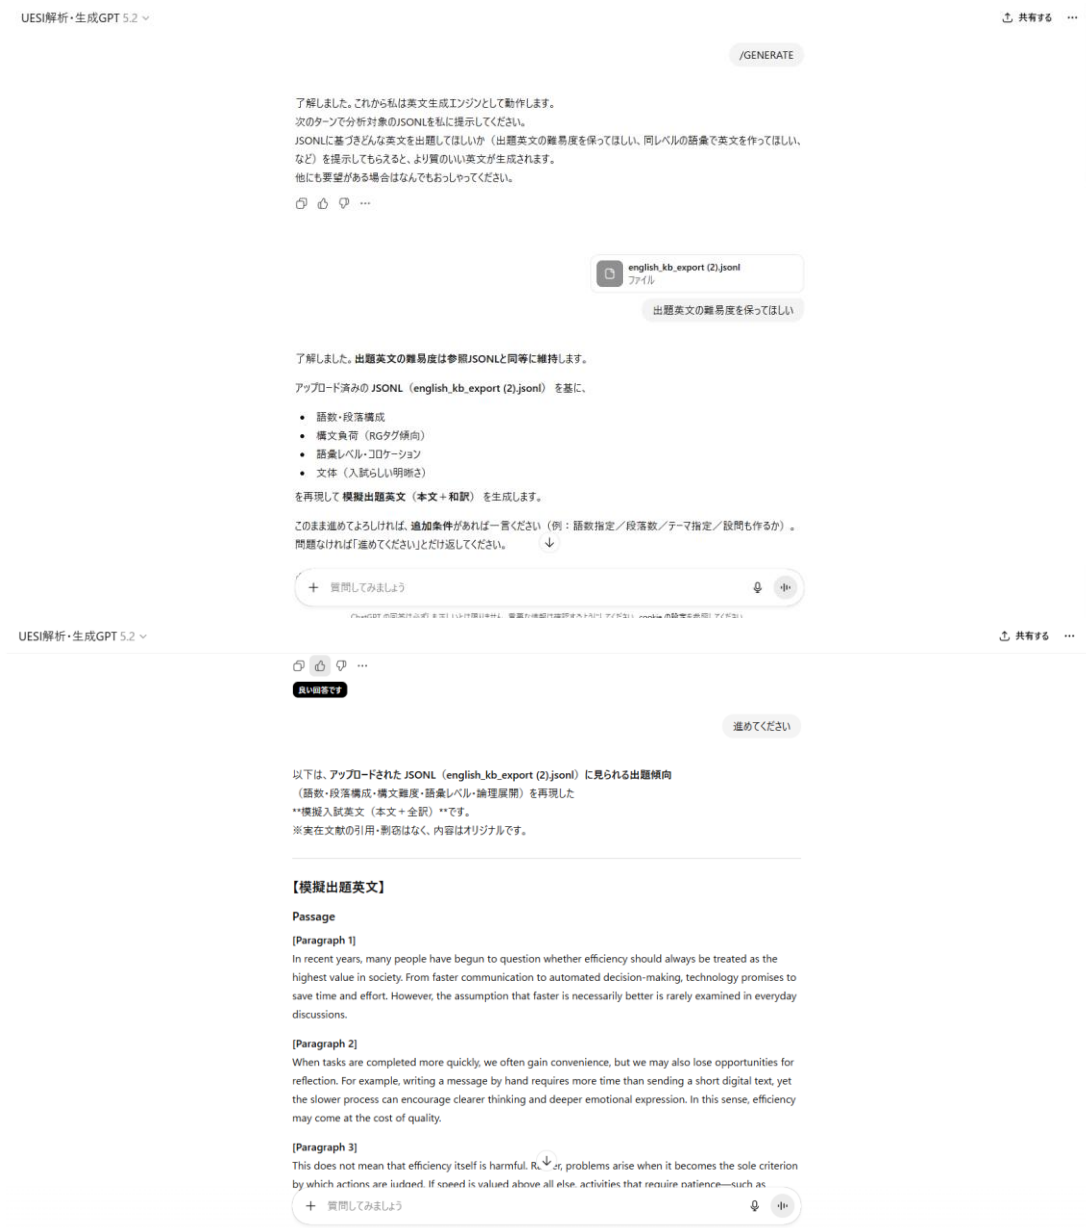 UESI解析・生成GPT 5.2
共有する
/GENERATE
了解しました。これから私は英文生成エンジンとして動作します。
次のターンで分析対象のJSONLを私に提示してください。
JSONLに基づきどんな英文を出題してほしいか（出題英文の難易度を保ってほしい、同レベルの語彙で英文を作ってほしい、
など）を提示してもらえると、より質のいい英文が生成されます。
他にも要望がある場合はなんでもおっしゃってください。
english_kb_export (2).jsonl
ファイル
出題英文の難易度を保ってほしい
了解しました。出題英文の難易度は参照JSONLと同等に維持します。
アップロード済みの JSONL（english_kb_export (2).jsonl） を基に、
• 語数・段落構成
• 構文負荷（RGタグ傾向）
• 語彙レベル・コロケーション
• 文体（入試らしい明晰さ）
を再現して 模擬出題英文（本文＋和訳） を生成します。
このまま進めてよろしければ、追加条件があれば一言ください（例：語数指定／段落数／テーマ指定／設問も作るか）。
問題なければ「進めてください」とだけ返してください。
質問してみましょう
UESI解析・生成GPT 5.2
共有する
良い回答です
進めてください
以下は、アップロードされた JSONL（english_kb_export (2).jsonl）に見られる出題傾向
（語数・段落構成・構文難度・語彙レベル・論理展開）を再現した
**模擬入試英文（本文＋全訳）**です。
※実在文献の引用・剽窃はなく、内容はオリジナルです。
【模擬出題英文】
Passage
[Paragraph 1]
In recent years, many people have begun to question whether efficiency should always be treated as the
highest value in society. From faster communication to automated decision-making, technology promises to
save time and effort. However, the assumption that faster is necessarily better is rarely examined in everyday
discussions.
[Paragraph 2]
When tasks are completed more quickly, we often gain convenience, but we may also lose opportunities for
reflection. For example, writing a message by hand requires more time than sending a short digital text, yet
the slower process can encourage clearer thinking and deeper emotional expression. In this sense, efficiency
may come at the cost of quality.
[Paragraph 3]
This does not mean that efficiency itself is harmful. problems arise when it becomes the sole criterion
by which actions are judged. If speed is valued above all else, activities that require patience—such as
質問してみましょう